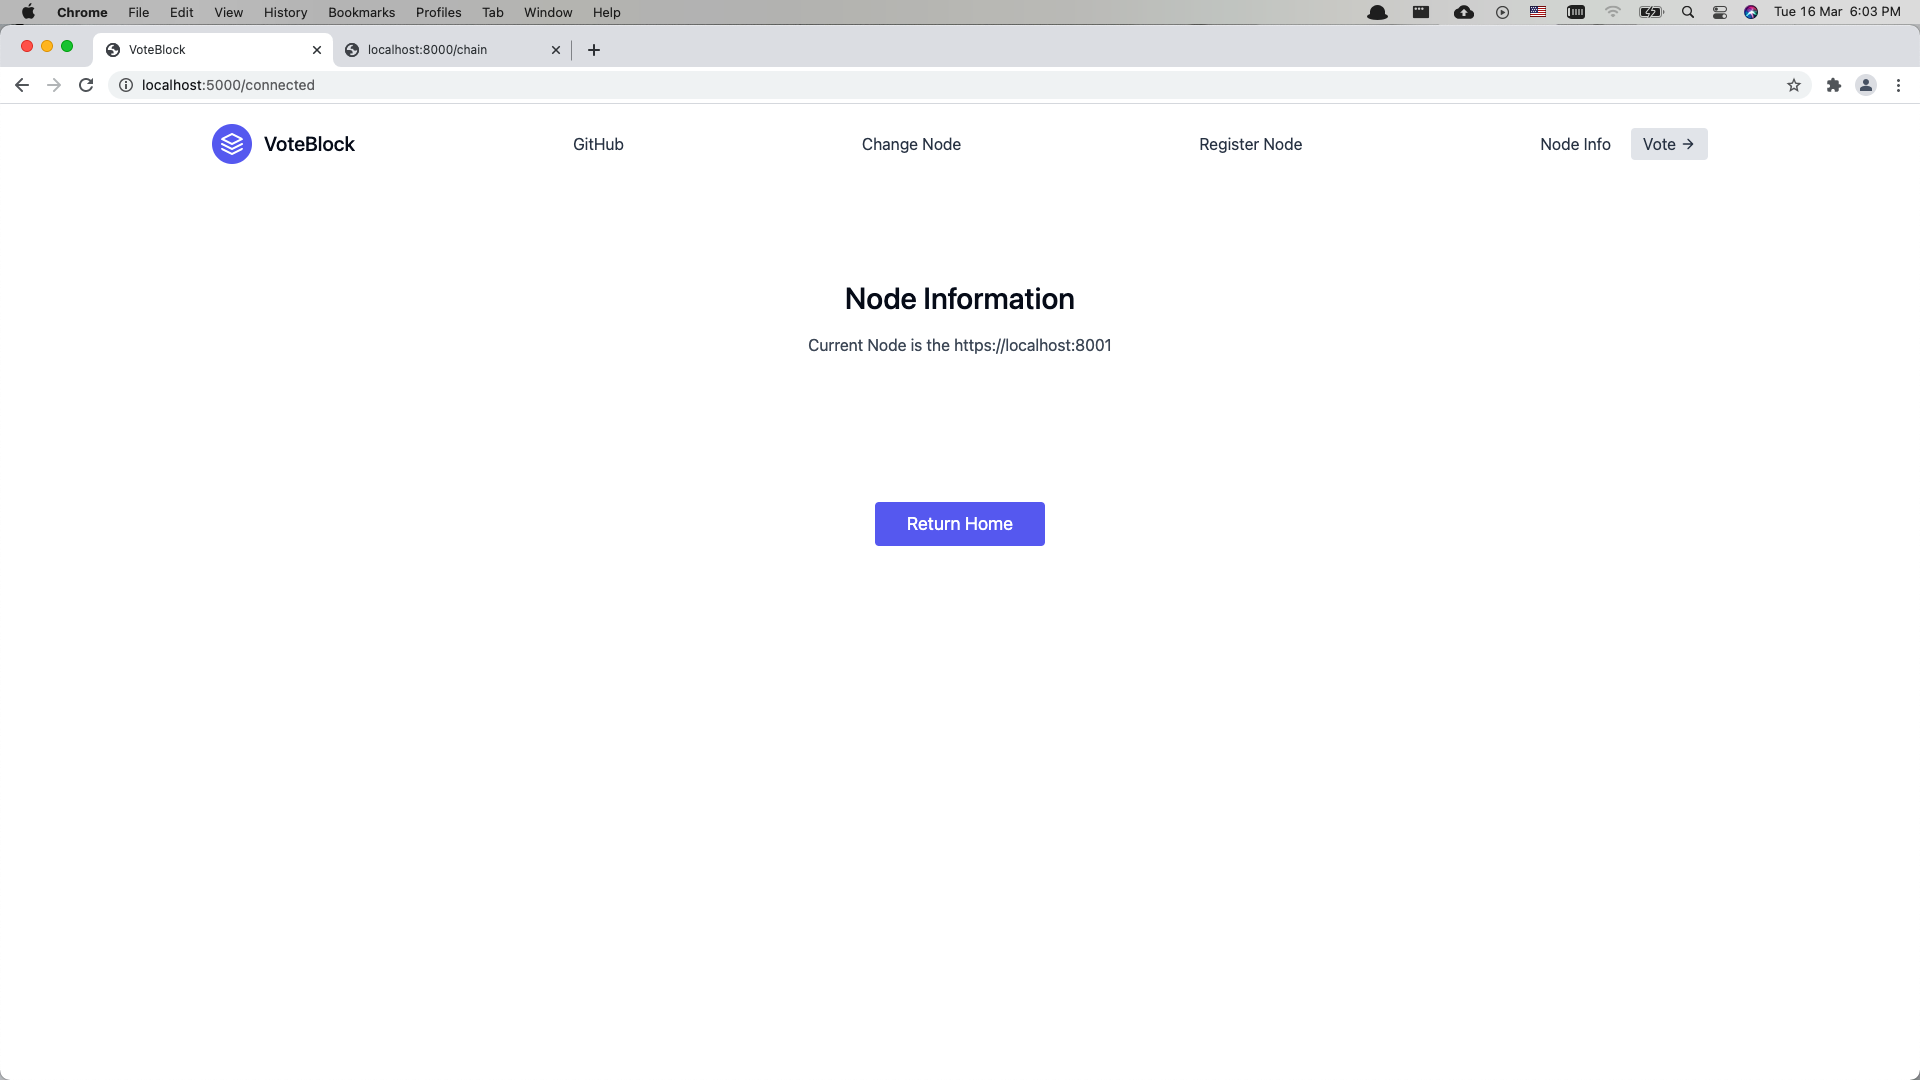 Chrome File Edit View History Bookmarks Profiles Tab Window Help Tue 16 Mar 6:03 PM
VoteBlock localhost:8000/chain
localhost:5000/connected
VoteBlock GitHub Change Node Register Node Node Info Vote →
Node Information
Current Node is the https://localhost:8001
Return Home